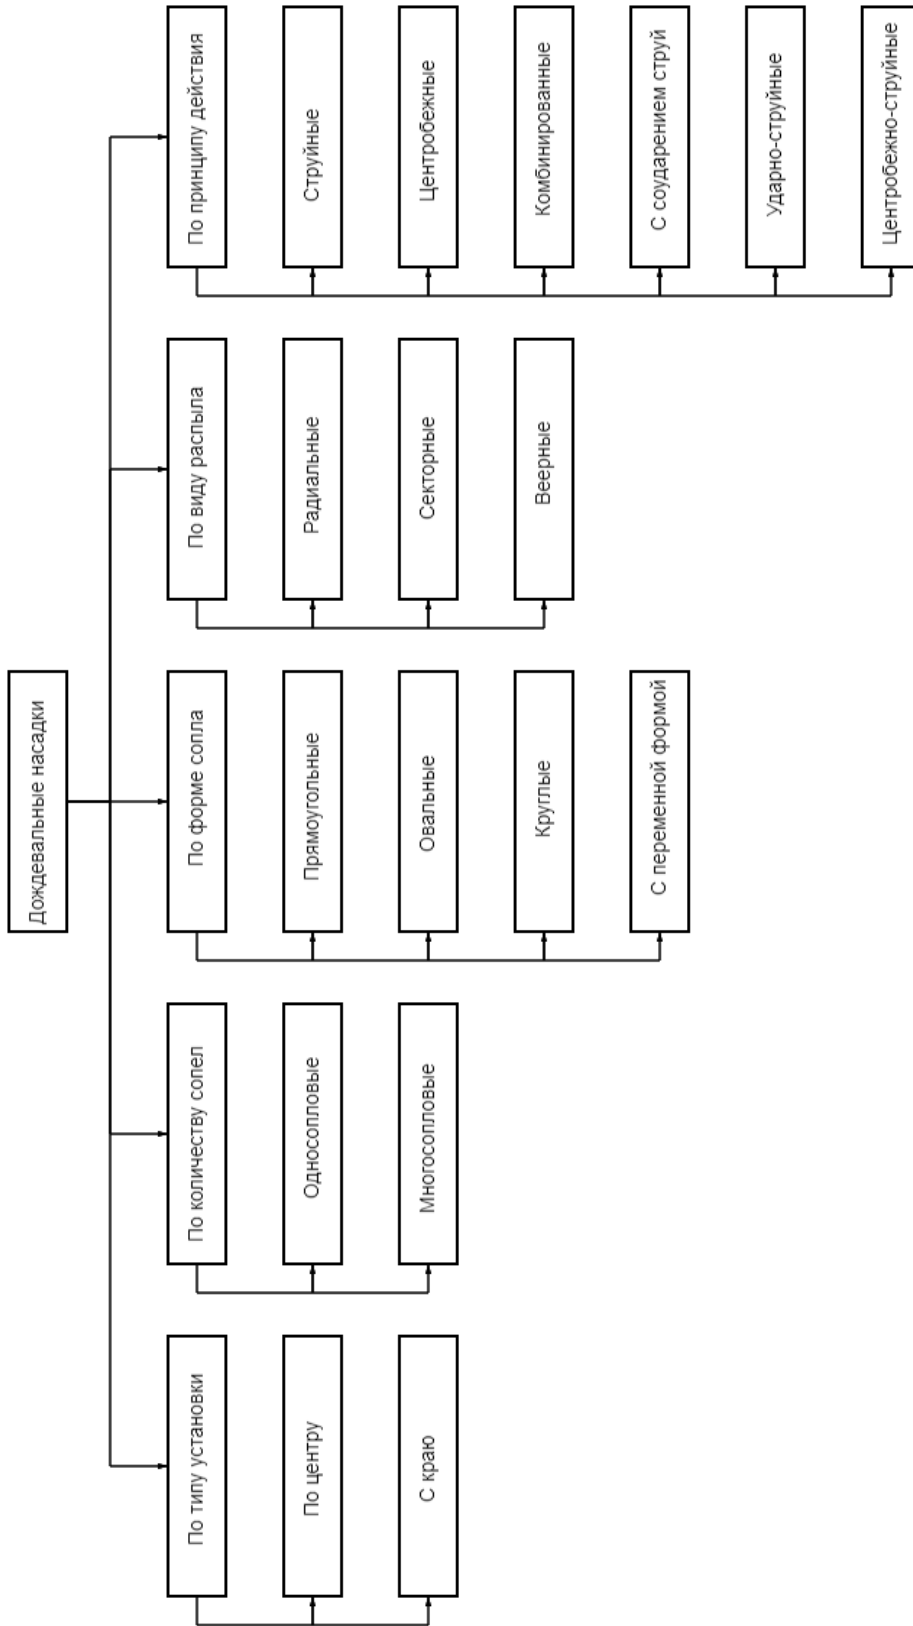 Дождевальные насадки
По типу установки
По центру
С краю
По количеству сопел
Односопловые
Многосопловые
По форме сопла
Прямоугольные
Овальные
Круглые
С переменной формой
По виду распыла
Радиальные
Секторные
Веерные
По принципу действия
Струйные
Центробежные
Комбинированные
С соударением струй
Ударно-струйные
Центробежно-струйные